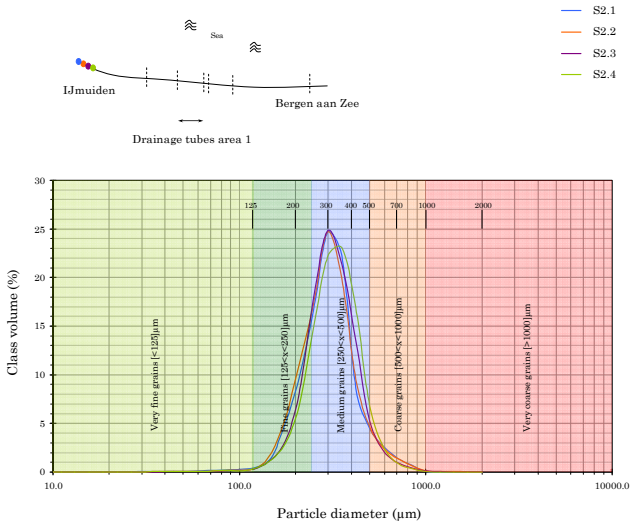 S2.1
S2.2
S2.3
S2.4
Sea
IJmuiden
Bergen aan Zee
Drainage tubes area 1
125 200 300 400 500 700 1000 2000
30
25
20
15
10
5
0
Class volume (%)
Very fine grains [<125]µm
Fine grains [125<x<250]µm
Medium grains [250<x<500]µm
Coarse grains [500<x<1000]µm
Very coarse grains [>1000]µm
10.0 100.0 1000.0 10000.0
Particle diameter (µm)